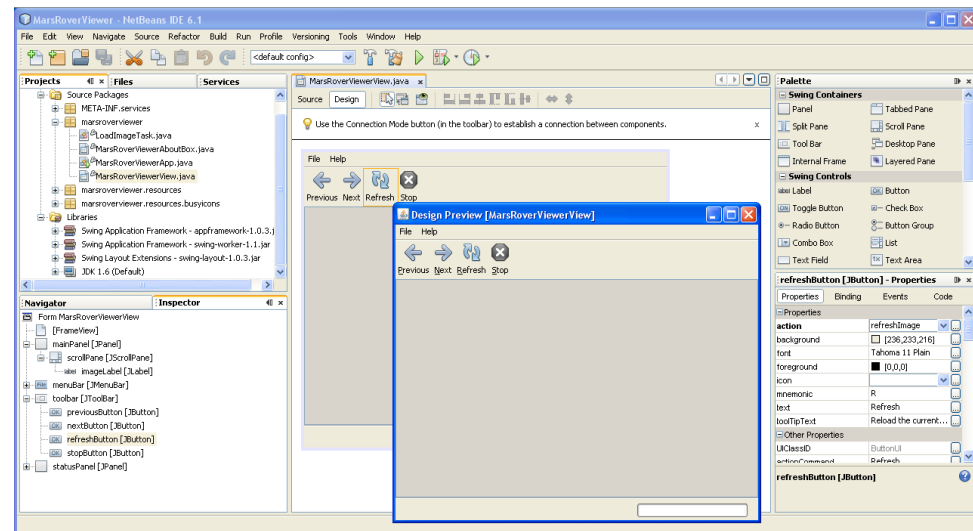 MarsRoverViewer - NetBeans IDE 6.1
File Edit View Navigate Source Refactor Build Run Profile Versioning Tools Window Help
<default config>
Projects
Files
Services
Source Packages
META-INF.services
marsroverviewer
LoadImageTask.java
MarsRoverViewerAboutBox.java
MarsRoverViewerApp.java
MarsRoverViewerView.java
marsroverviewer.resources
marsroverviewer.resources.busyicons
Libraries
Swing Application Framework - appframework-1.0.3.j
Swing Application Framework - swing-worker-1.1.jar
Swing Layout Extensions - swing-layout-1.0.3.jar
JDK 1.6 (Default)
Navigator
Inspector
Form MarsRoverViewerView
[FrameView]
mainPanel [JPanel]
scrollPane [JScrollPane]
label imageLabel [JLabel]
menuBar [JMenuBar]
toolbar [JToolBar]
previousButton [JButton]
nextButton [JButton]
refreshButton [JButton]
stopButton [JButton]
statusPanel [JPanel]
MarsRoverViewerView.java
Source Design
Use the Connection Mode button (in the toolbar) to establish a connection between components.
File Help
Previous Next Refresh Stop
Design Preview [MarsRoverViewerView]
File Help
Previous Next Refresh Stop
Palette
Swing Containers
Panel Tabbed Pane
Split Pane Scroll Pane
Tool Bar Desktop Pane
Internal Frame Layered Pane
Swing Controls
label Label OK Button
ON Toggle Button Check Box
Radio Button Button Group
Combo Box List
Text Field Text Area
refreshButton [JButton] - Properties
Properties Binding Events Code
Properties
action refreshImage
background [236,233,216]
font Tahoma 11 Plain
foreground [0,0,0]
icon
mnemonic R
text Refresh
toolTipText Reload the current...
Other Properties
UIClassID ButtonUI
actionCommand Refresh
refreshButton [JButton]